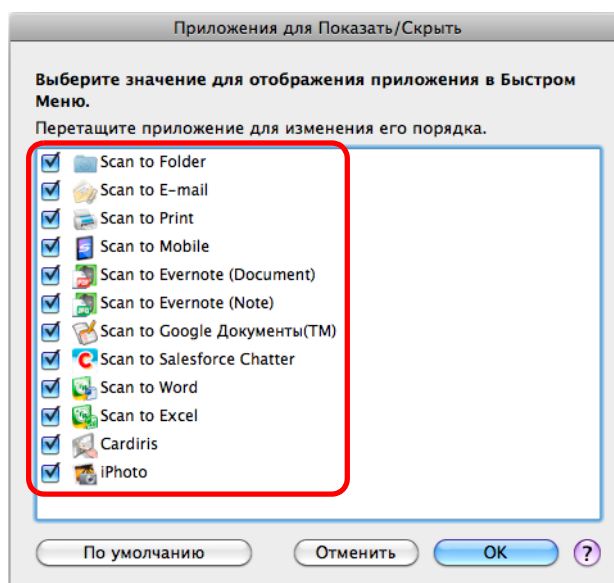 Приложения для Показать/Скрыть
Выберите значение для отображения приложения в Быстром
Меню.
Перетащите приложение для изменения его порядка.
Scan to Folder
Scan to E-mail
Scan to Print
Scan to Mobile
Scan to Evernote (Document)
Scan to Evernote (Note)
Scan to Google Документы(TM)
Scan to Salesforce Chatter
Scan to Word
Scan to Excel
Cardiris
iPhoto
По умолчанию Отменить OK ?